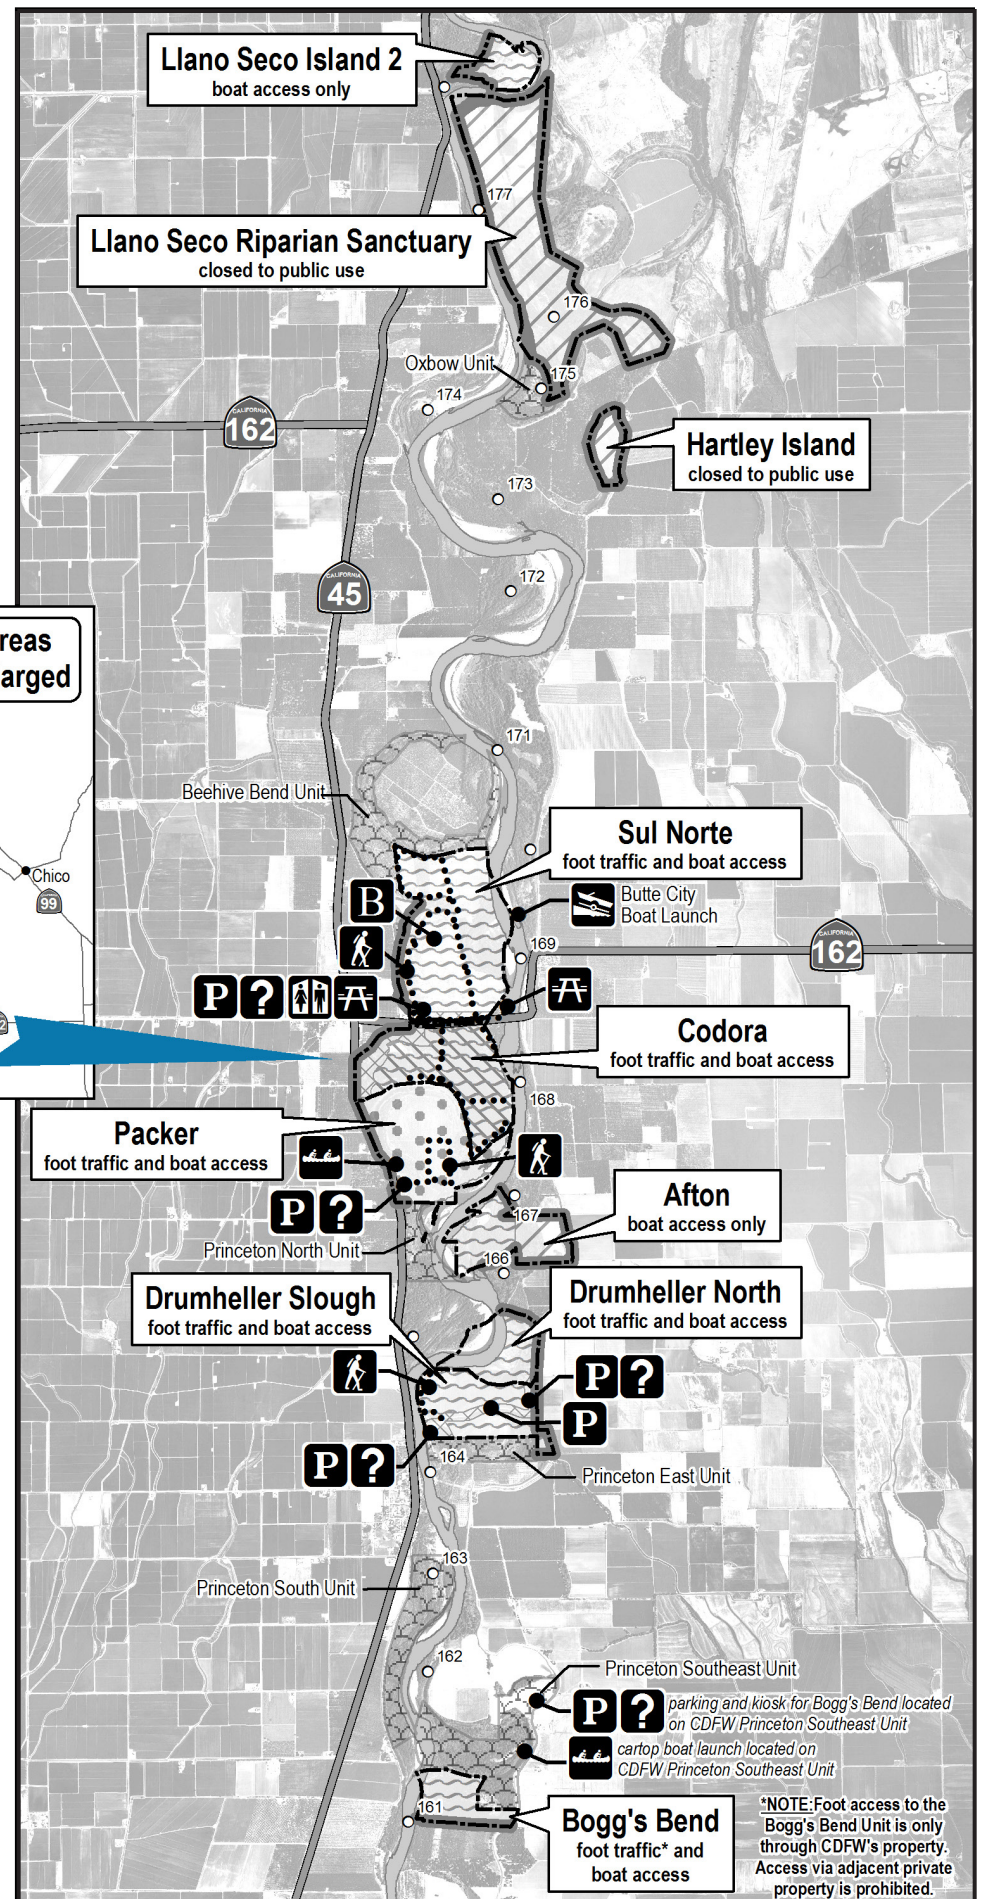 Llano Seco Island 2
boat access only
177
Llano Seco Riparian Sanctuary
closed to public use
176
Oxbow Unit
175
174
CALIFORNIA
162
Hartley Island
closed to public use
173
CALIFORNIA
45
172
reas
arged
171
Beehive Bend Unit
Sul Norte
foot traffic and boat access
Chico
99
B
Butte City
Boat Launch
169
CALIFORNIA
162
P ?
2
Codora
foot traffic and boat access
168
Packer
foot traffic and boat access
P ?
Afton
boat access only
167
Princeton North Unit
166
Drumheller Slough
foot traffic and boat access
Drumheller North
foot traffic and boat access
P ?
P
P ?
164
Princeton East Unit
163
Princeton South Unit
162
Princeton Southeast Unit
P ?
parking and kiosk for Bogg's Bend located
on CDFW Princeton Southeast Unit
cartop boat launch located on
CDFW Princeton Southeast Unit
161
Bogg's Bend
foot traffic* and
boat access
*NOTE:Foot access to the
Bogg's Bend Unit is only
through CDFW's property.
Access via adjacent private
property is prohibited.